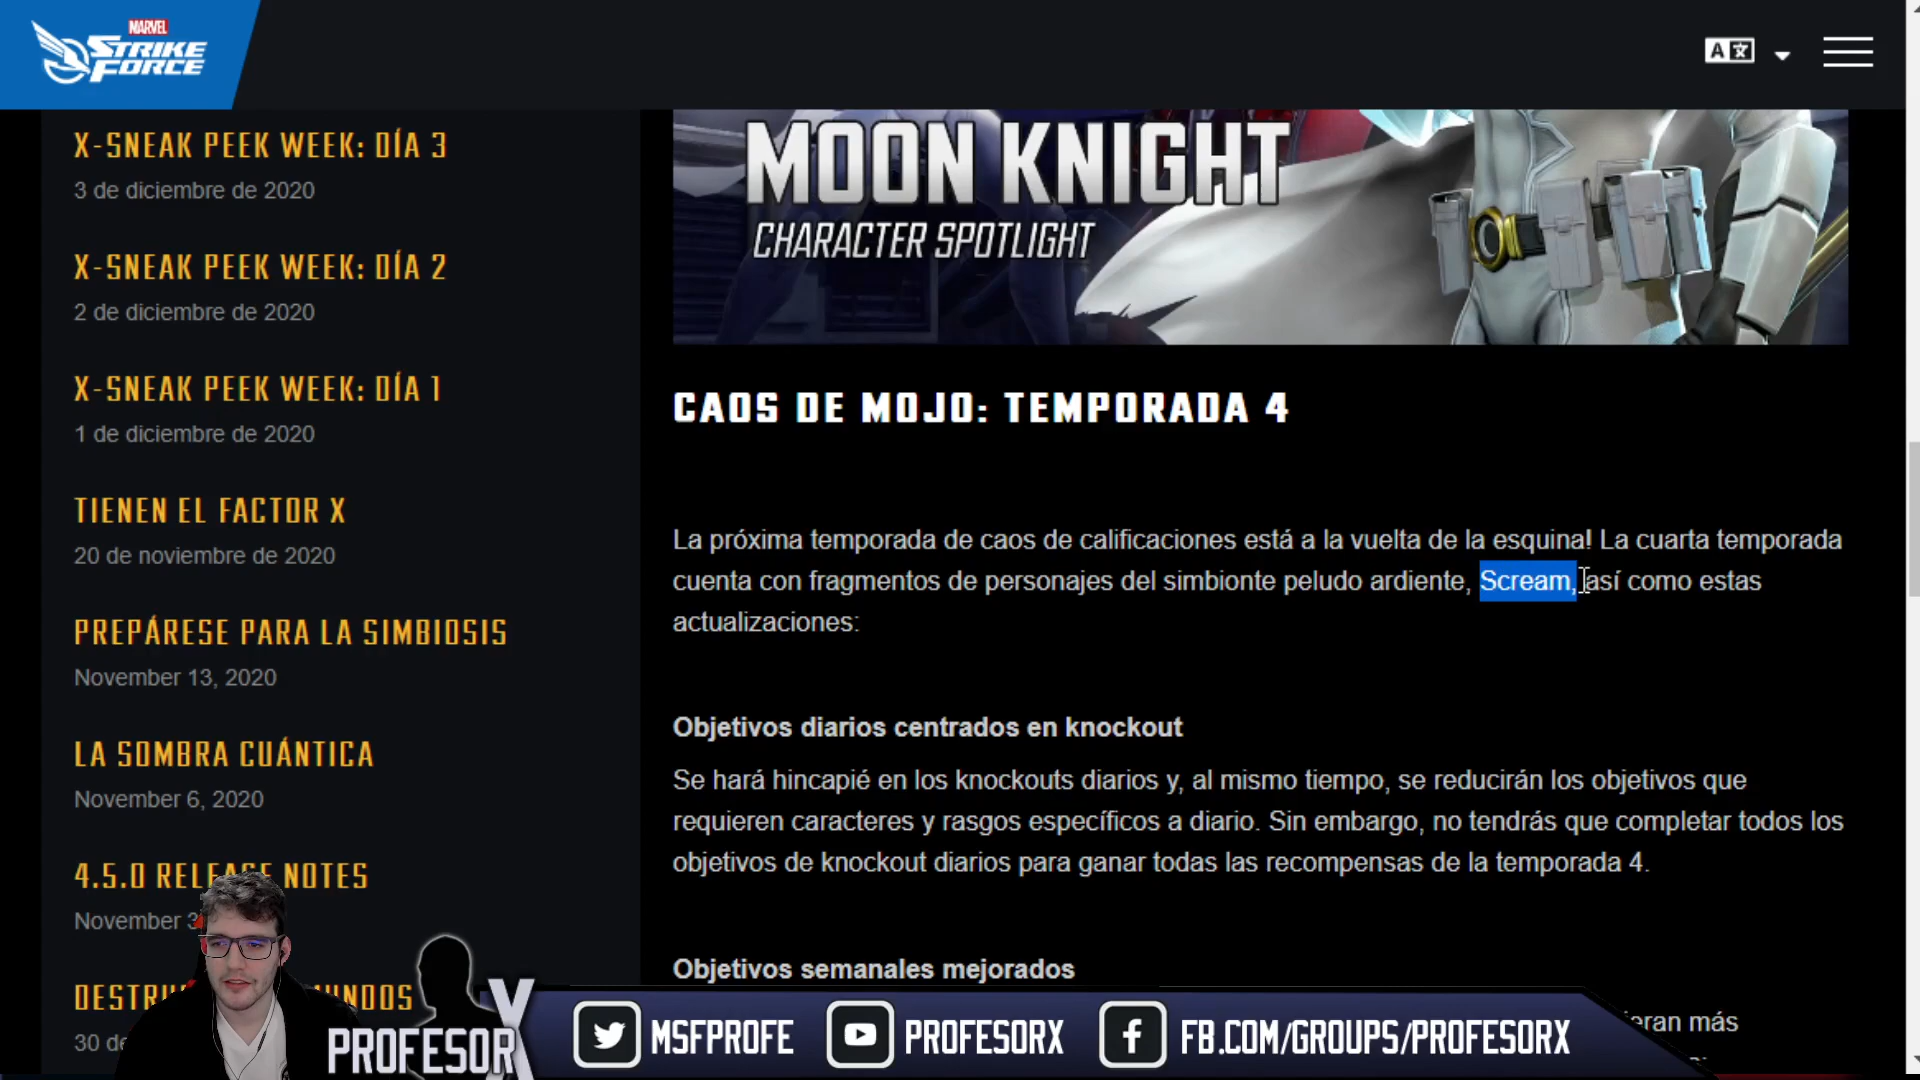 MARVEL
STRIKE
FORCE
X-SNEAK PEEK WEEK: DÍA 3
3 de diciembre de 2020
X-SNEAK PEEK WEEK: DÍA 2
2 de diciembre de 2020
X-SNEAK PEEK WEEK: DÍA 1
1 de diciembre de 2020
TIENEN EL FACTOR X
20 de noviembre de 2020
PREPÁRESE PARA LA SIMBIOSIS
November 13, 2020
LA SOMBRA CUÁNTICA
November 6, 2020
4.5.0 RELEASE NOTES
November 3
30 de
MOON KNIGHT
CHARACTER SPOTLIGHT
CAOS DE MOJO: TEMPORADA 4
La próxima temporada de caos de calificaciones está a la vuelta de la esquina! La cuarta temporada
cuenta con fragmentos de personajes del simbionte peludo ardiente, Scream, así como estas
actualizaciones:
Objetivos diarios centrados en knockout
Se hará hincapié en los knockouts diarios y, al mismo tiempo, se reducirán los objetivos que
requieren caracteres y rasgos específicos a diario. Sin embargo, no tendrás que completar todos los
objetivos de knockout diarios para ganar todas las recompensas de la temporada 4.
Objetivos semanales mejorados
más
PROFESORX
MSFPROFE
PROFESORX
FB.COM/GROUPS/PROFESORX